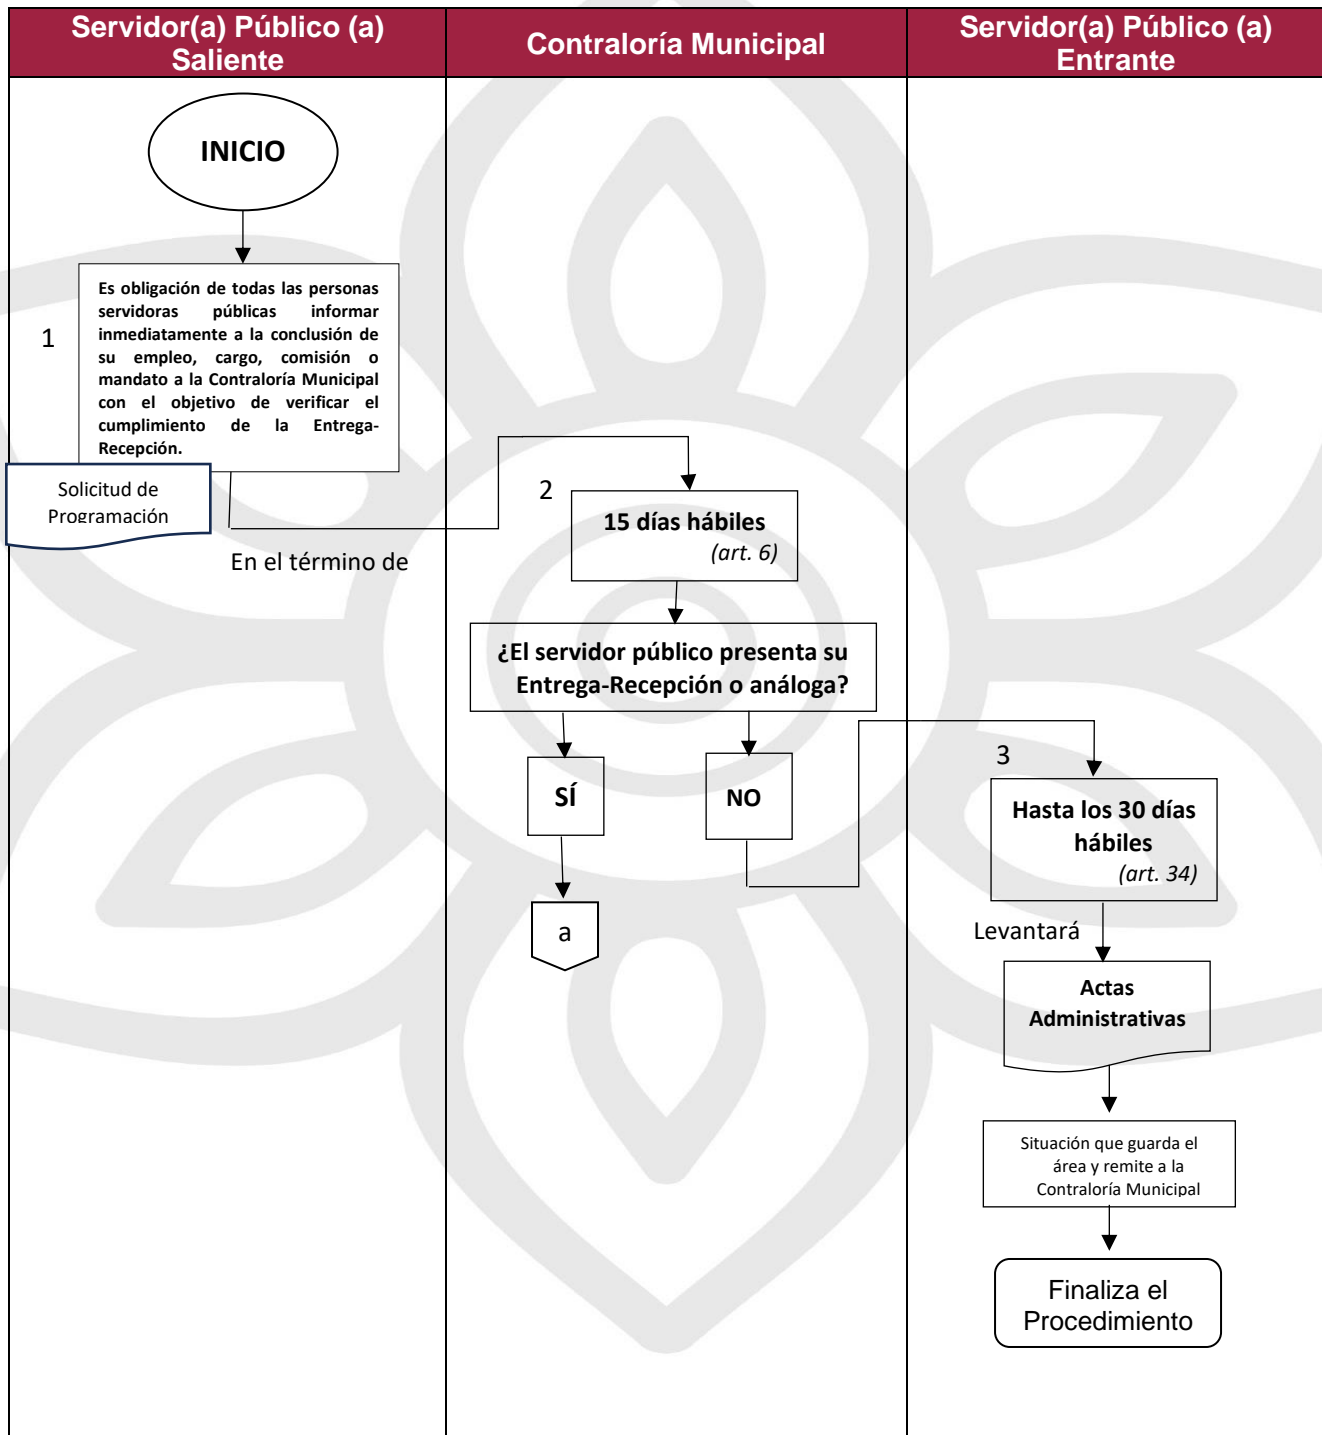 Servidor(a) Público (a)
Saliente
Contraloría Municipal
Servidor(a) Público (a)
Entrante
INICIO
1
Es obligación de todas las personas
servidoras públicas informar
inmediatamente a la conclusión de
su empleo, cargo, comisión o
mandato a la Contraloría Municipal
con el objetivo de verificar el
cumplimiento de la Entrega-
Recepción.
Solicitud de
Programación
En el término de
2
15 días hábiles
(art. 6)
¿El servidor público presenta su
Entrega-Recepción o análoga?
SÍ
NO
a
3
Hasta los 30 días
hábiles
(art. 34)
Levantará
Actas
Administrativas
Situación que guarda el
área y remite a la
Contraloría Municipal
Finaliza el
Procedimiento